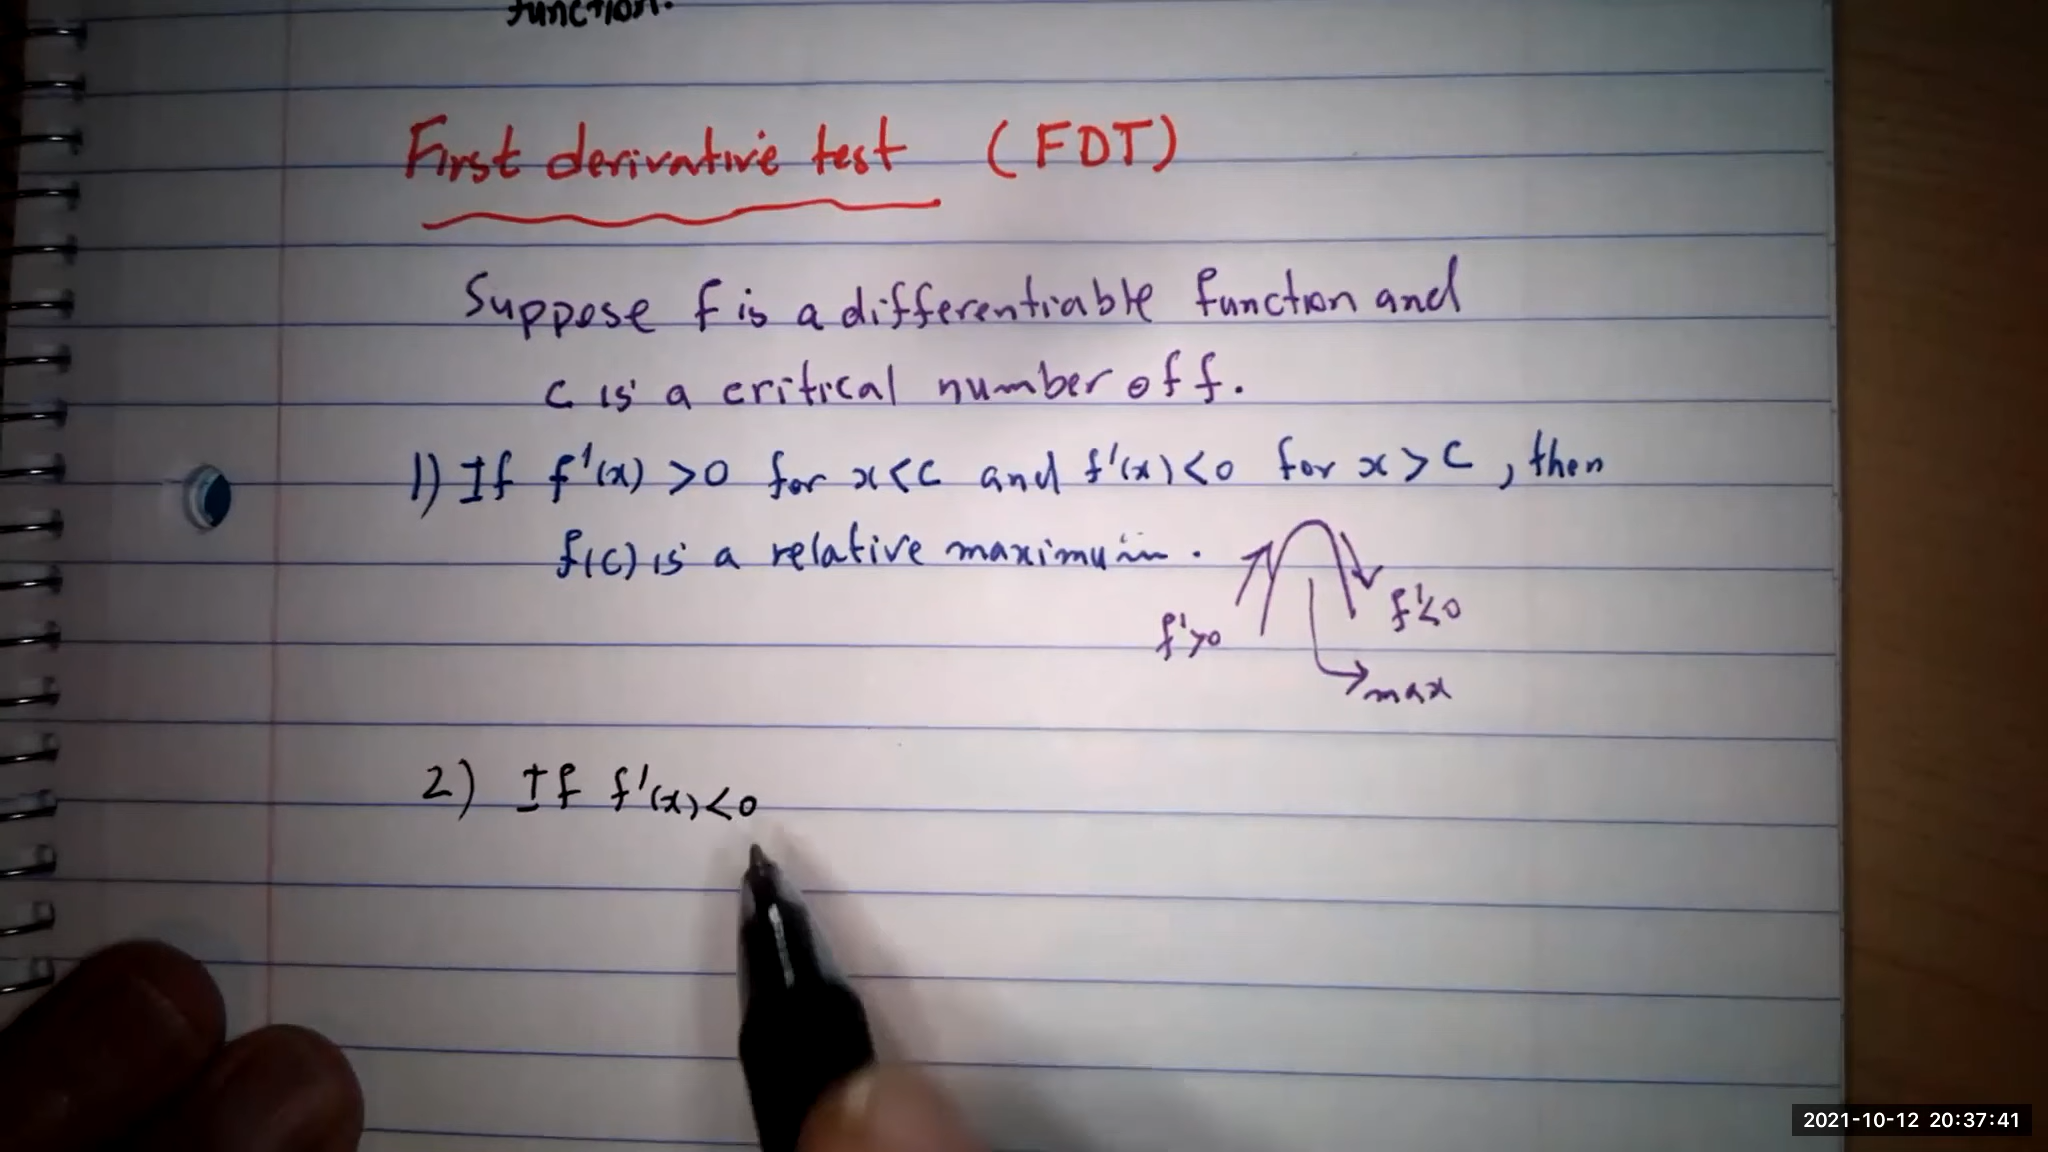 function.
First derivative test (FDT)
Suppose f is a differentiable function and
c is a critical number of f.
1) If f'(x) >0 for x<c and f'(x)<0 for x>c, then
f(c) is a relative maximum.
f'>0
f'<0
max
2) If f'(x)<0
2021-10-12 20:37:41